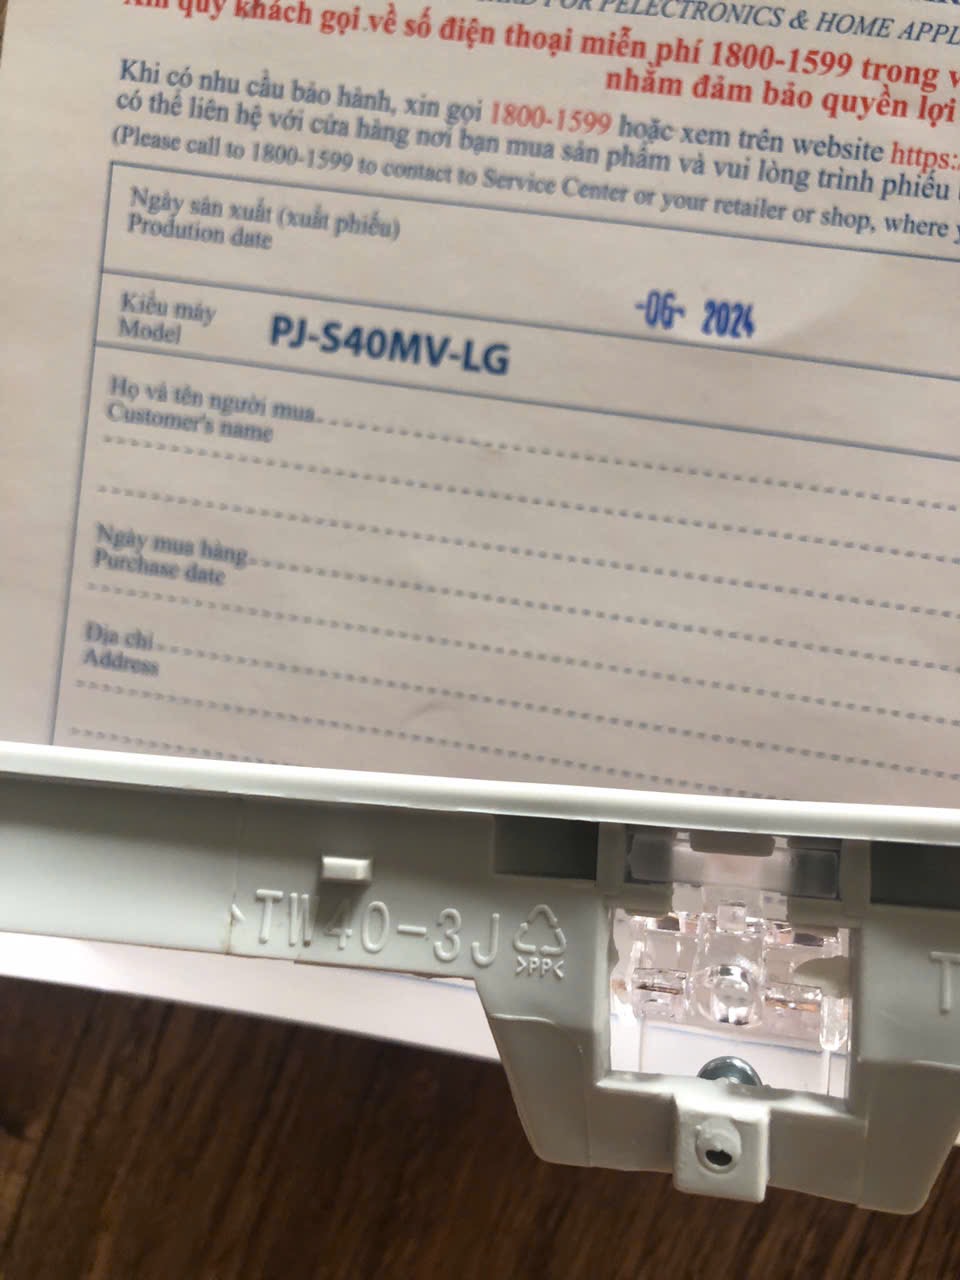 FOR PELECTRONICS & HOME APPL
quý khách gọi về số điện thoại miễn phí 1800-1599 trong v
nhằm đảm bảo quyền lợi
Khi có nhu cầu bảo hành, xin gọi 1800-1599 hoặc xem trên website https:
có thể liên hệ với cửa hàng nơi bạn mua sản phẩm và vui lòng trình phiếu
(Please call to 1800-1599 to contact to Service Center or your retailer or shop, where y
Ngày sản xuất (xuất phiếu)
Prodution date
-06- 2024
Kiểu máy
Model
PJ-S40MV-LG
Họ và tên người mua
Customer's name
Ngày mua hàng
Purchase date
Địa chỉ
Address
TW40-3J
>PP<
T